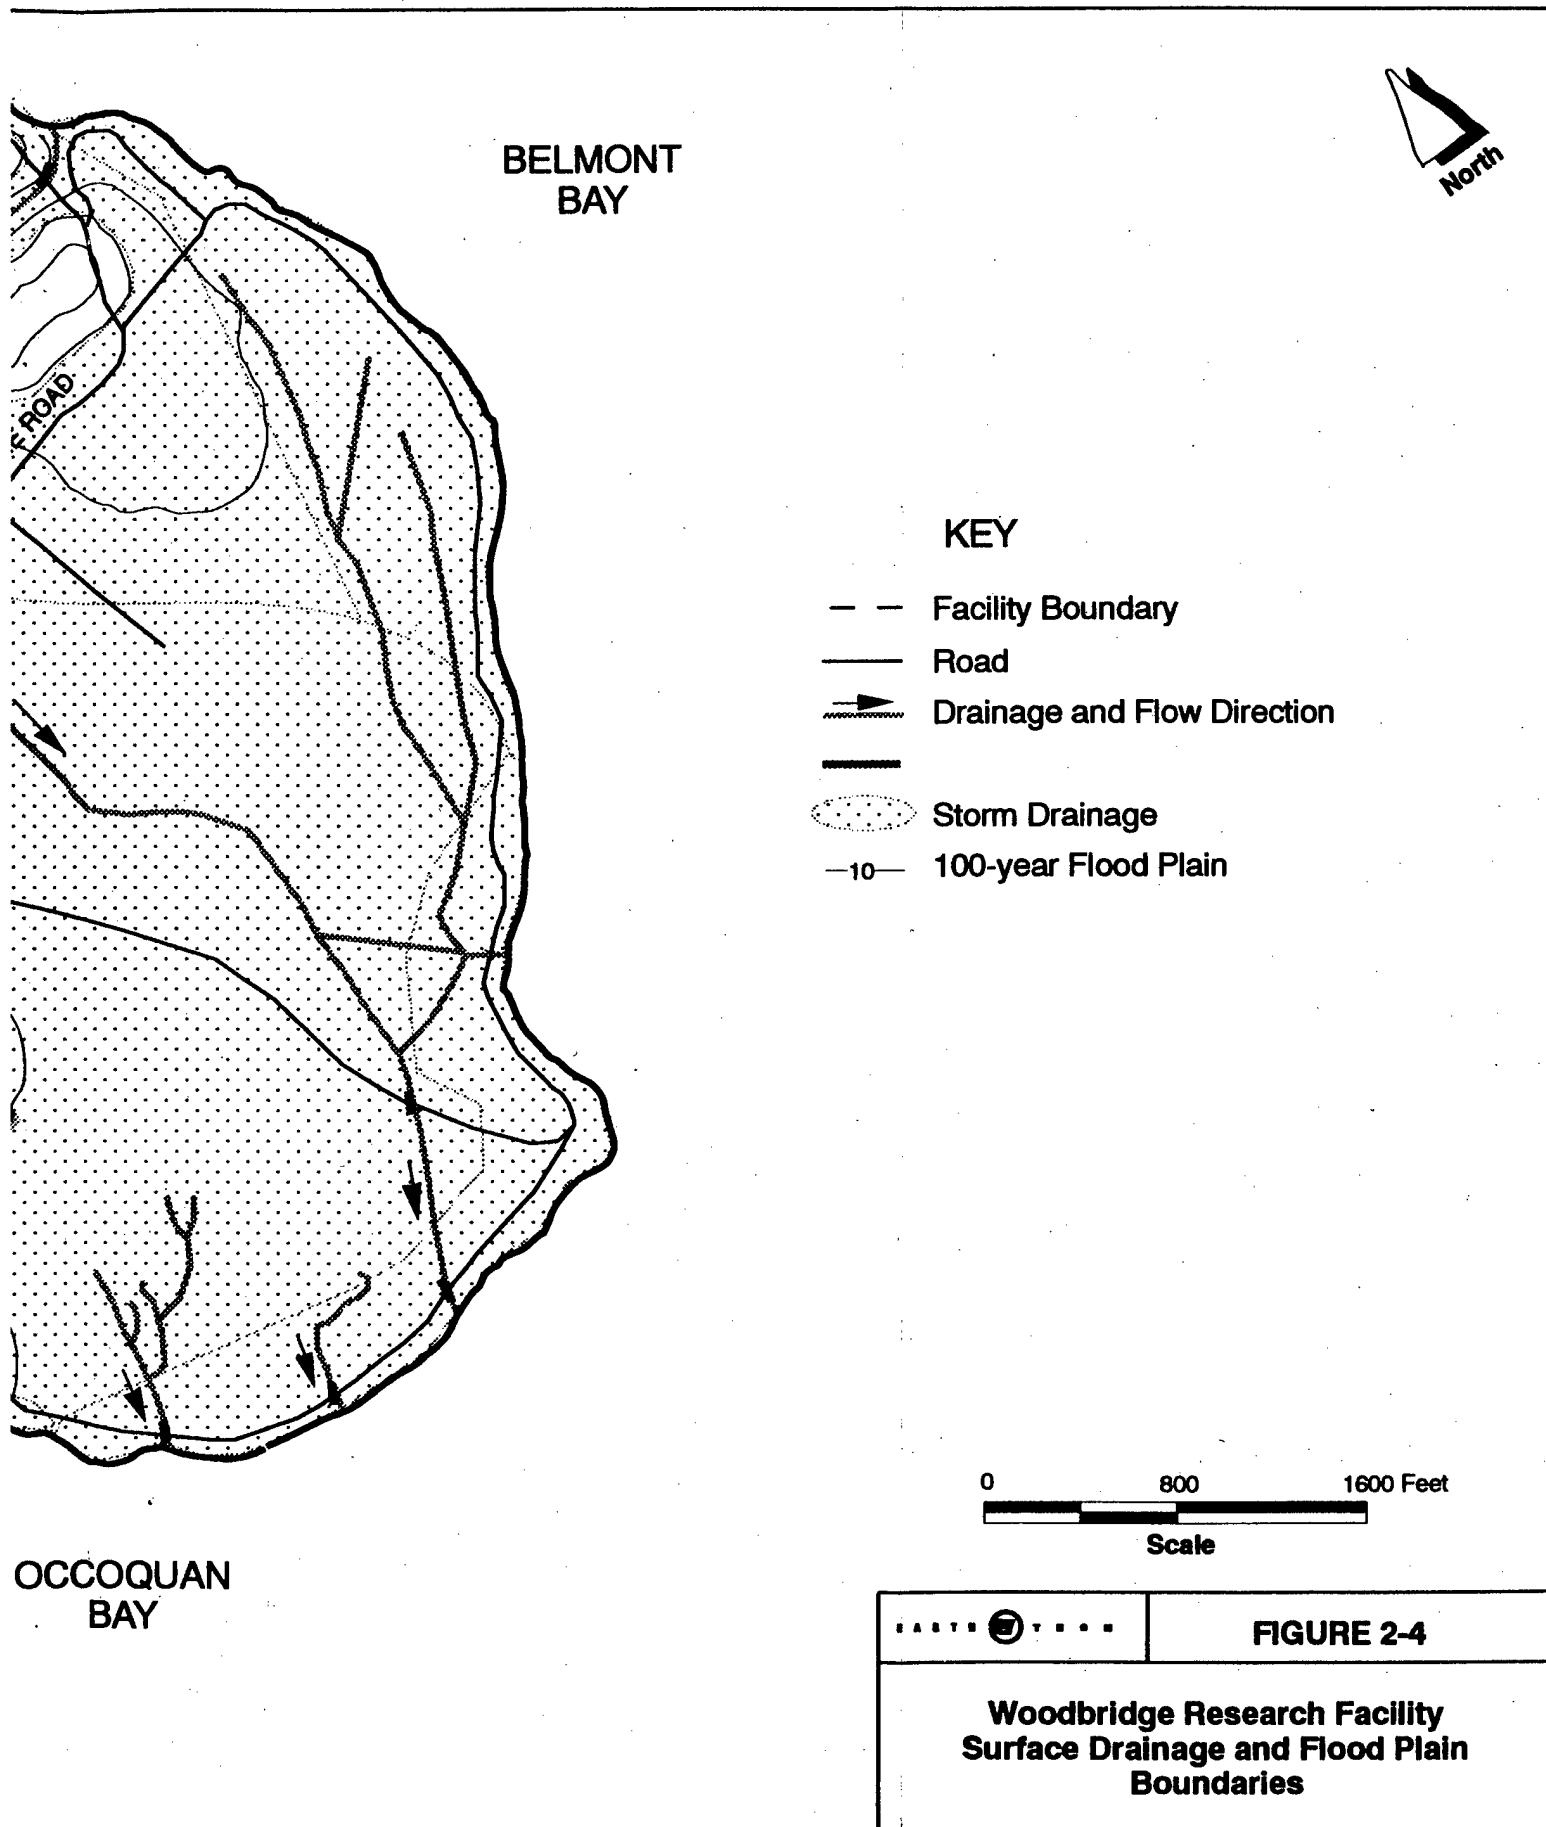 BELMONT
BAY
North
F ROAD
KEY
Facility Boundary
Road
Drainage and Flow Direction
Storm Drainage
—10— 100-year Flood Plain
0 800 1600 Feet
Scale
OCCOQUAN
BAY
EARTH TECH
FIGURE 2-4
Woodbridge Research Facility
Surface Drainage and Flood Plain
Boundaries